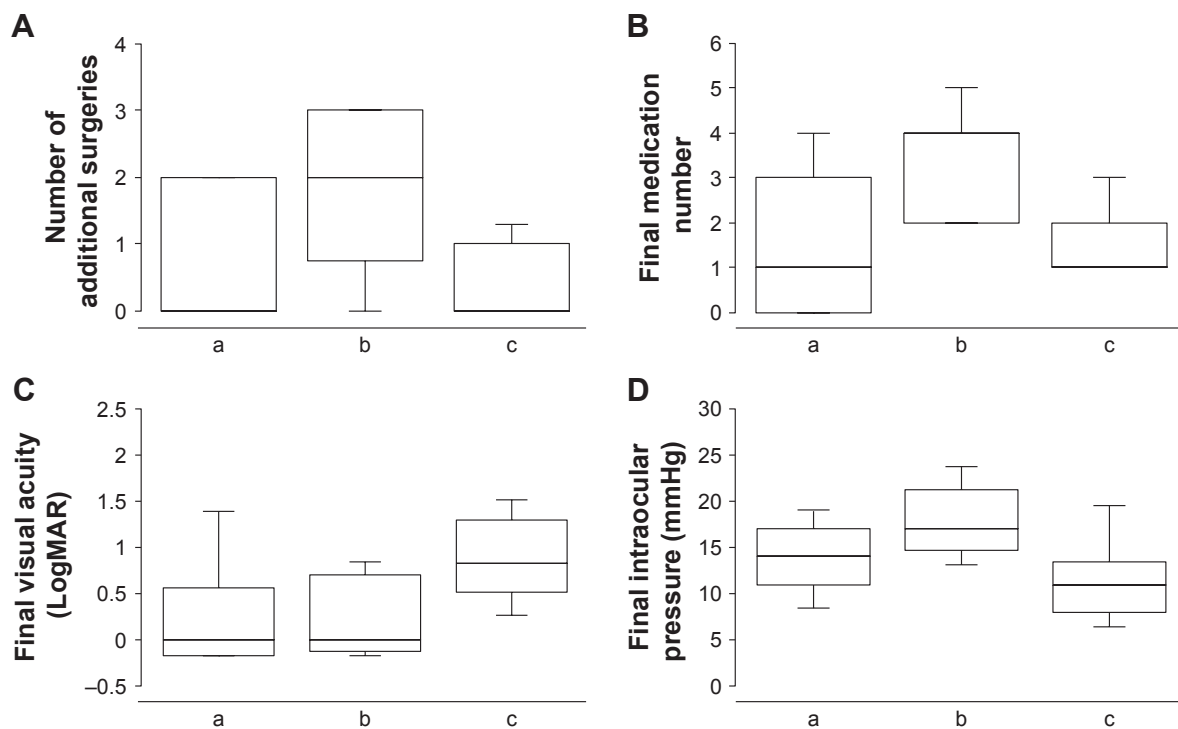 A
Number of
additional surgeries
4
3
2
1
0
a
b
c
B
Final medication
number
6
5
4
3
2
1
0
a
b
c
C
Final visual acuity
(LogMAR)
2.5
2
1.5
1
0.5
0
–0.5
a
b
c
D
Final intraocular
pressure (mmHg)
30
25
20
15
10
5
0
a
b
c